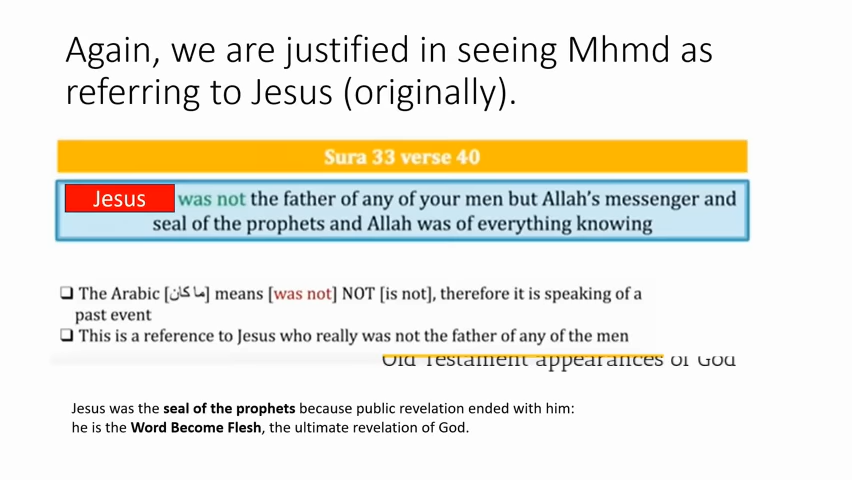 Again, we are justified in seeing Mhmd as
referring to Jesus (originally).
Sura 33 verse 40
Jesus was not the father of any of your men but Allah's messenger and
seal of the prophets and Allah was of everything knowing
❑ The Arabic [ما كان] means [was not] NOT [is not], therefore it is speaking of a
past event
❑ This is a reference to Jesus who really was not the father of any of the men
Old Testament appearances of God
Jesus was the seal of the prophets because public revelation ended with him:
he is the Word Become Flesh, the ultimate revelation of God.